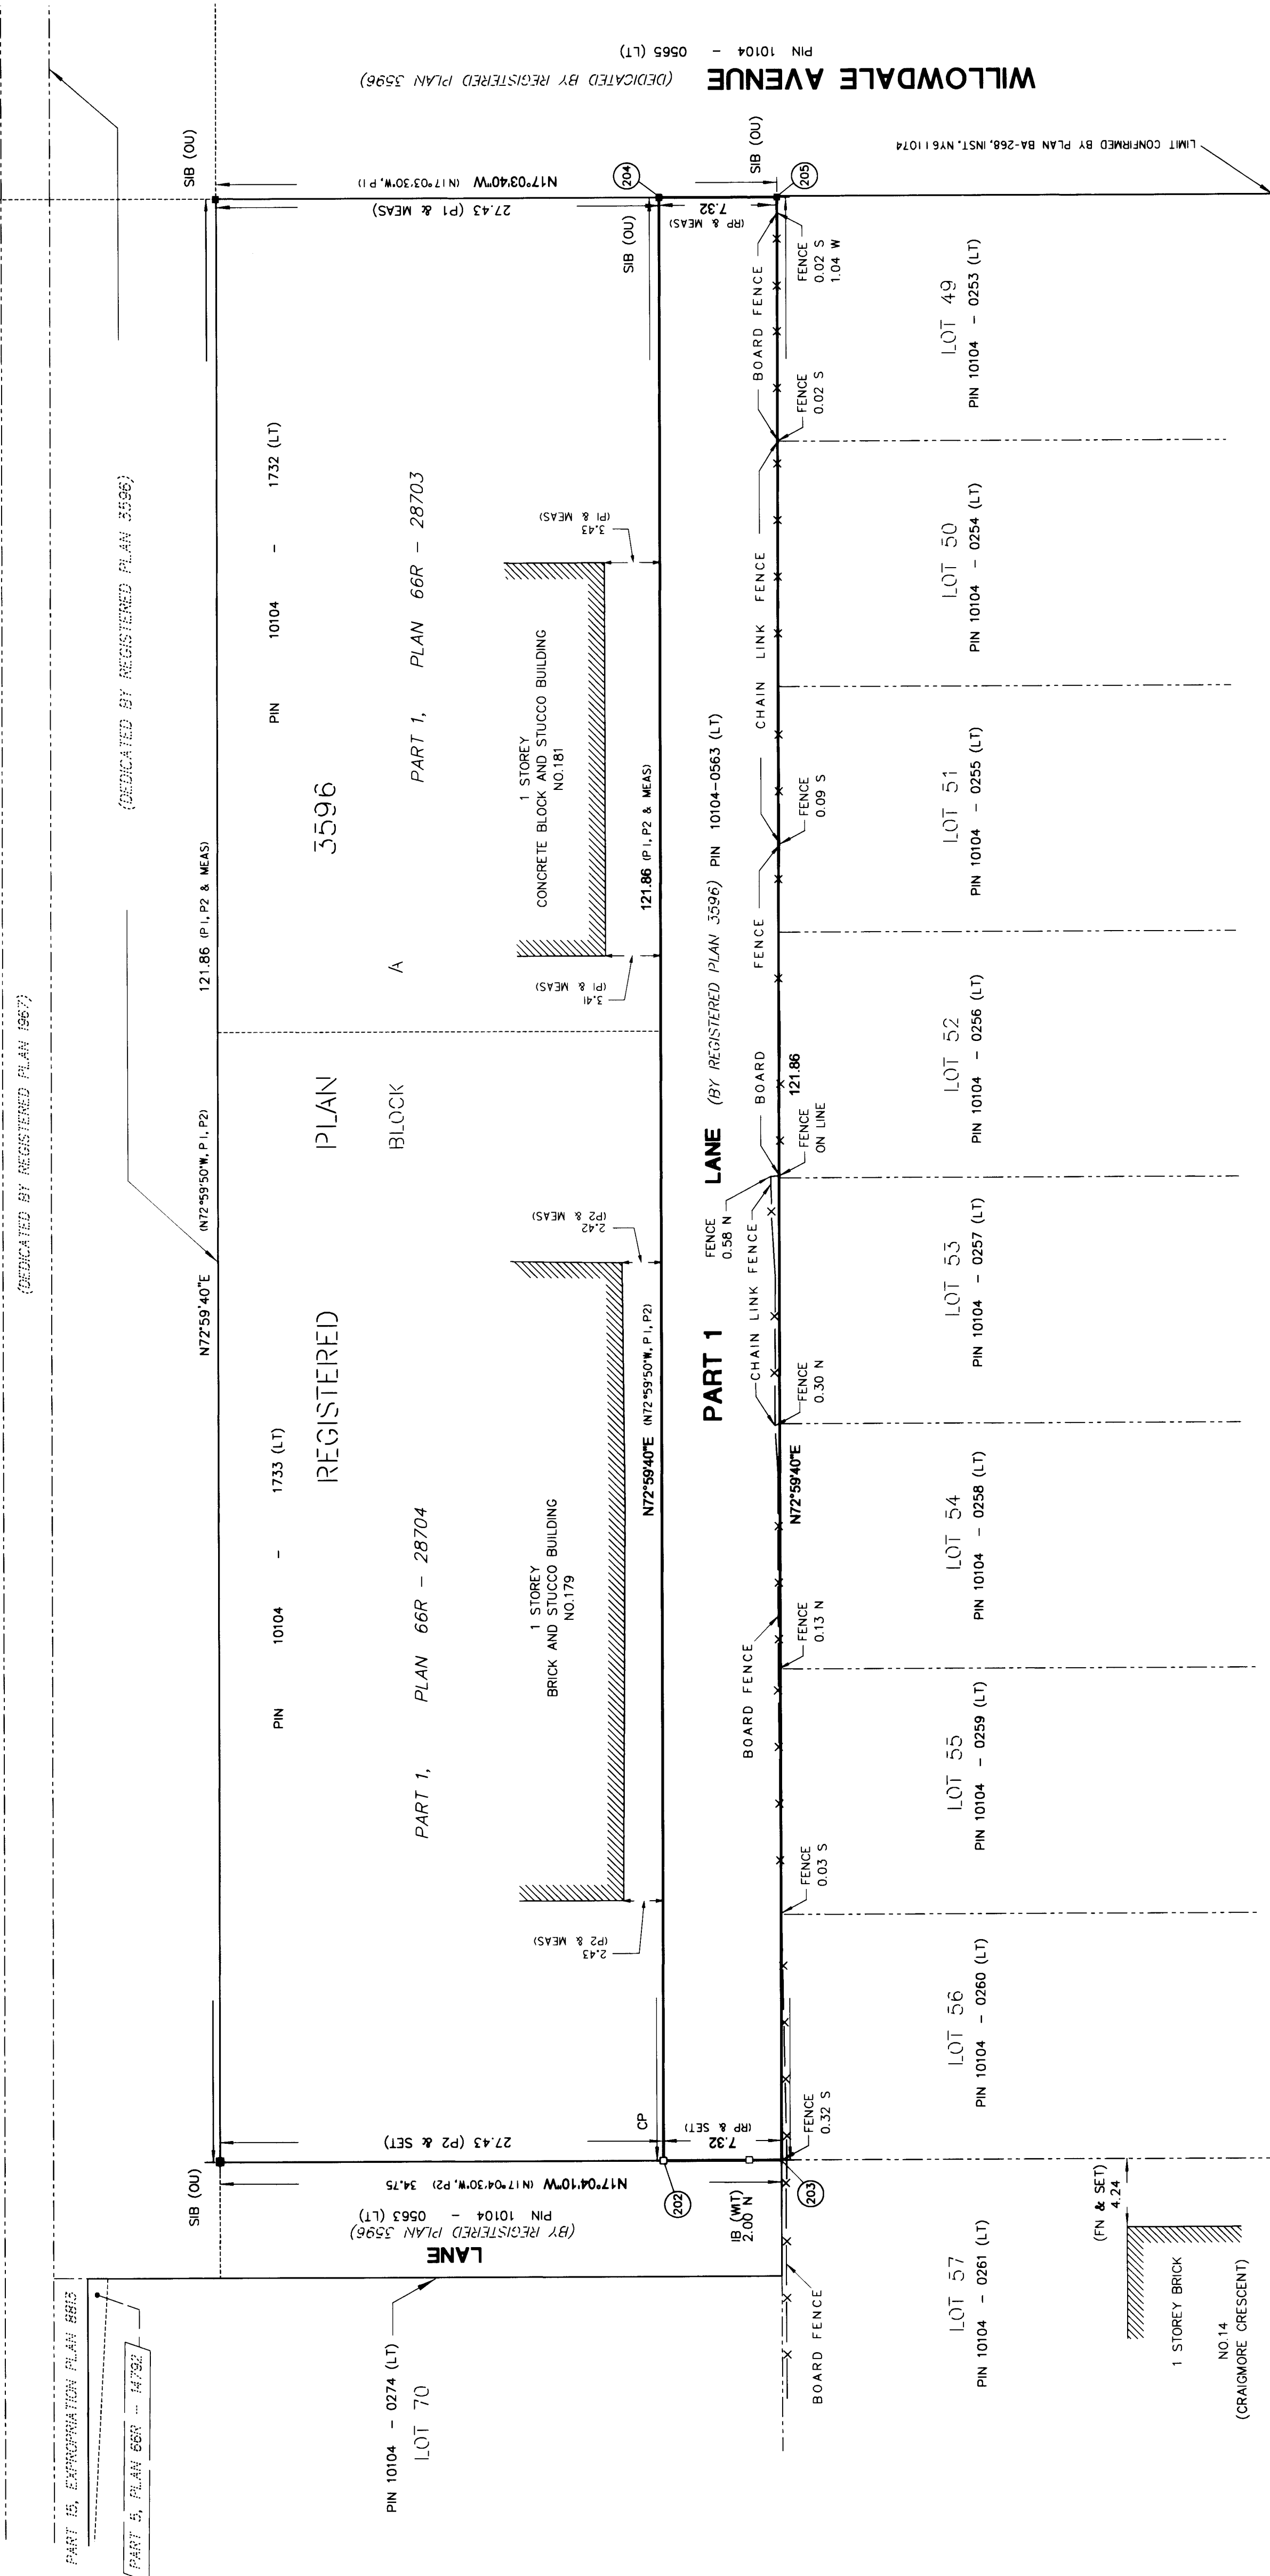 (DEDICATED BY REGISTERED PLAN 1967)
(DEDICATED BY REGISTERED PLAN 3596)
PART 15, EXPROPRIATION PLAN 8813
PART 5, PLAN 66R - 14792
SIB (OU)
N72°59'40"E (N72°59'50"W, P1, P2)
121.86 (P1, P2 & MEAS)
SIB (OU)
PIN 10104 - 1733 (LT)
PIN 10104 - 1732 (LT)
REGISTERED PLAN 3596
BLOCK A
PART 1, PLAN 66R - 28704
PART 1, PLAN 66R - 28703
27.43 (P2 & SET)
N17°04'10"W (N17°04'30"W, P2) 34.75
PIN 10104 - 0563 (LT)
(BY REGISTERED PLAN 3596)
LANE
PIN 10104 - 0274 (LT)
LOT 70
1 STOREY
BRICK AND STUCCO BUILDING
NO.179
2.43
(P2 & MEAS)
2.42
(P2 & MEAS)
1 STOREY
CONCRETE BLOCK AND STUCCO BUILDING
NO.181
3.41
(P1 & MEAS)
3.43
(P1 & MEAS)
27.43 (P1 & MEAS)
N17°03'40"W (N17°03'30"W, P1)
WILLOWDALE AVENUE
(DEDICATED BY REGISTERED PLAN 3596)
PIN 10104 - 0565 (LT)
CP
N72°59'40"E (N72°59'50"W, P1, P2)
121.86 (P1, P2 & MEAS)
SIB (OU)
202
203
204
205
7.32
(RP & SET)
7.32
(RP & MEAS)
IB (WIT)
2.00 N
PART 1 LANE (BY REGISTERED PLAN 3596) PIN 10104-0563 (LT)
SIB (OU)
LIMIT CONFIRMED BY PLAN BA-268, INST. NY611074
BOARD FENCE
FENCE
0.32 S
FENCE
0.03 S
BOARD FENCE
FENCE
0.13 N
N72°59'40"E
FENCE
0.30 N
CHAIN LINK FENCE
FENCE
0.58 N
FENCE
ON LINE
121.86
BOARD FENCE
FENCE
0.09 S
CHAIN LINK FENCE
FENCE
0.02 S
BOARD FENCE
FENCE
0.02 S
1.04 W
LOT 57
PIN 10104 - 0261 (LT)
LOT 56
PIN 10104 - 0260 (LT)
LOT 55
PIN 10104 - 0259 (LT)
LOT 54
PIN 10104 - 0258 (LT)
LOT 53
PIN 10104 - 0257 (LT)
LOT 52
PIN 10104 - 0256 (LT)
LOT 51
PIN 10104 - 0255 (LT)
LOT 50
PIN 10104 - 0254 (LT)
LOT 49
PIN 10104 - 0253 (LT)
(FN & SET)
4.24
1 STOREY BRICK
NO.14
(CRAIGMORE CRESCENT)